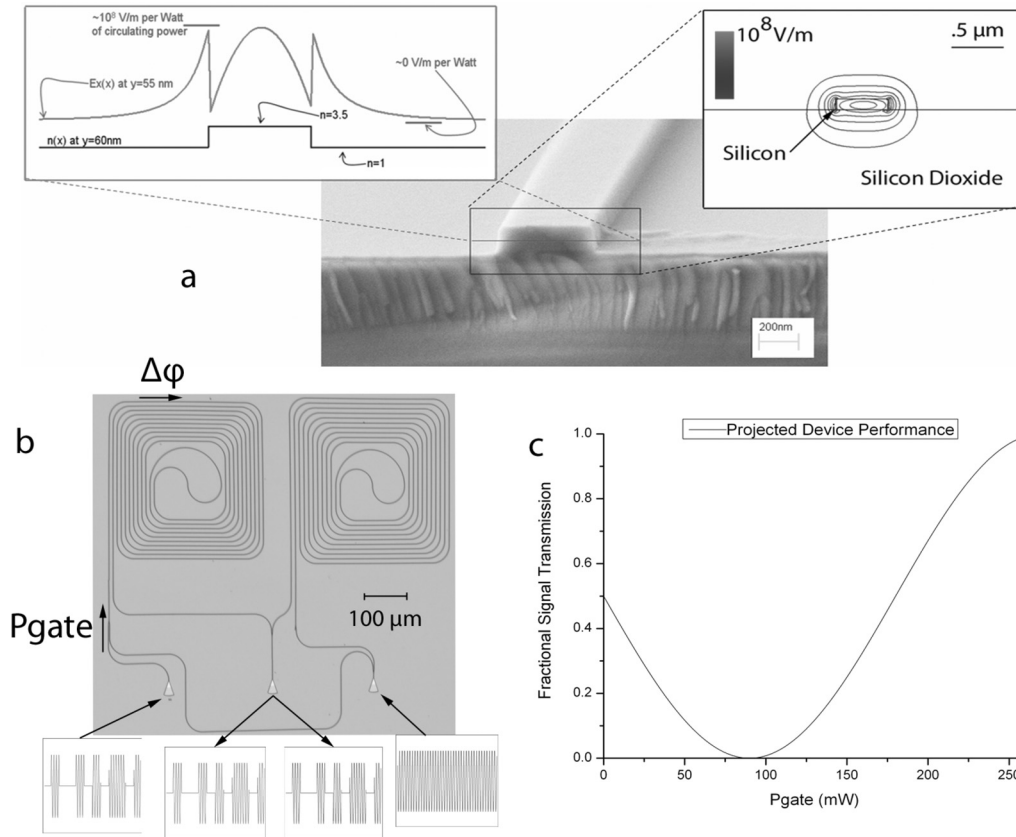 ~10⁸ V/m per Watt
of circulating power
Ex(x) at y=55 nm
~0 V/m per Watt
n=3.5
n(x) at y=60nm
n=1
10⁸V/m
.5 μm
Silicon
Silicon Dioxide
a
200nm
Δφ
b
Pgate
100 μm
c
Projected Device Performance
Fractional Signal Transmission
1.0
0.8
0.6
0.4
0.2
0.0
0
50
100
150
200
250
Pgate (mW)